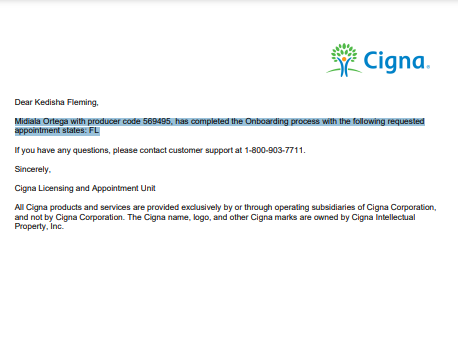 Cigna.
Dear Kedisha Fleming,
Midiala Ortega with producer code 569495, has completed the Onboarding process with the following requested
appointment states: FL
If you have any questions, please contact customer support at 1-800-903-7711.
Sincerely,
Cigna Licensing and Appointment Unit
All Cigna products and services are provided exclusively by or through operating subsidiaries of Cigna Corporation,
and not by Cigna Corporation. The Cigna name, logo, and other Cigna marks are owned by Cigna Intellectual
Property, Inc.